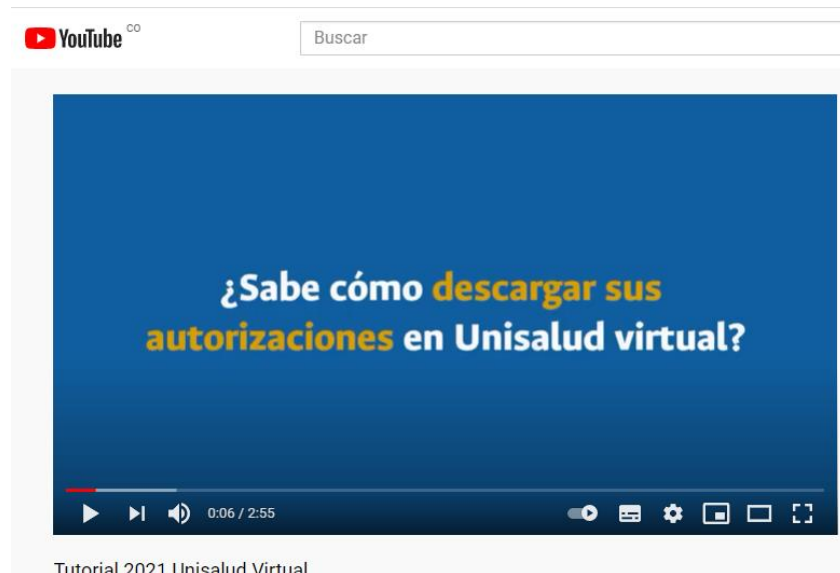 YouTube CO
Buscar
¿Sabe cómo descargar sus
autorizaciones en Unisalud virtual?
0:06 / 2:55
Tutorial 2021 Unisalud Virtual